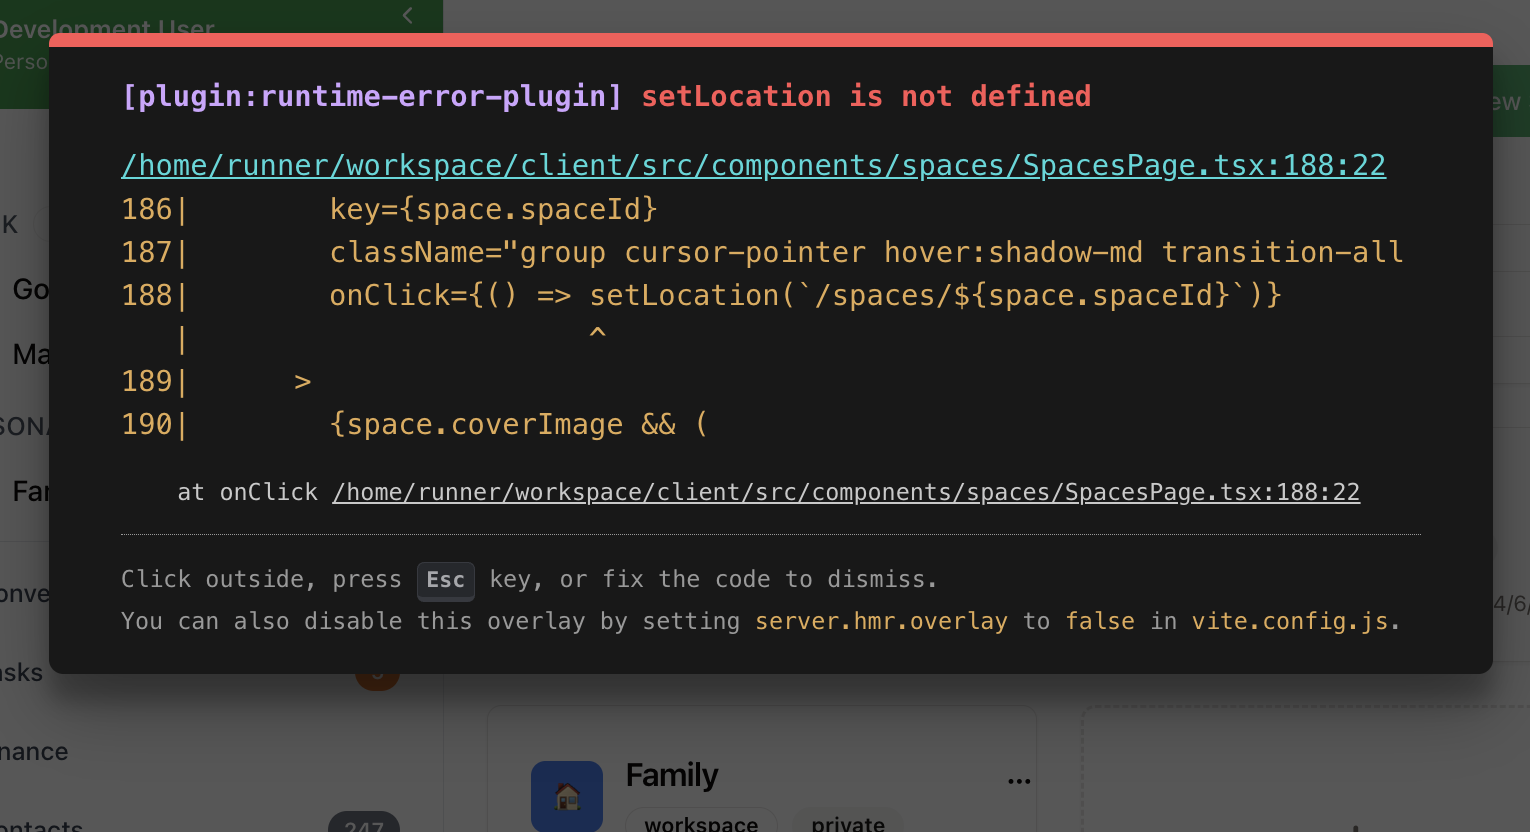 Development User
Perso
ew
[plugin:runtime-error-plugin] setLocation is not defined
/home/runner/workspace/client/src/components/spaces/SpacesPage.tsx:188:22
186|        key={space.spaceId}
187|        className="group cursor-pointer hover:shadow-md transition-all
188|        onClick={() => setLocation(`/spaces/${space.spaceId}`)}
   |                       ^
189|      >
190|        {space.coverImage && (
at onClick /home/runner/workspace/client/src/components/spaces/SpacesPage.tsx:188:22
Click outside, press Esc key, or fix the code to dismiss.
You can also disable this overlay by setting server.hmr.overlay to false in vite.config.js.
K
Go
Ma
SONA
Far
onve
4/6/
asks
nance
ontacts
247
Family
...
workspace
private